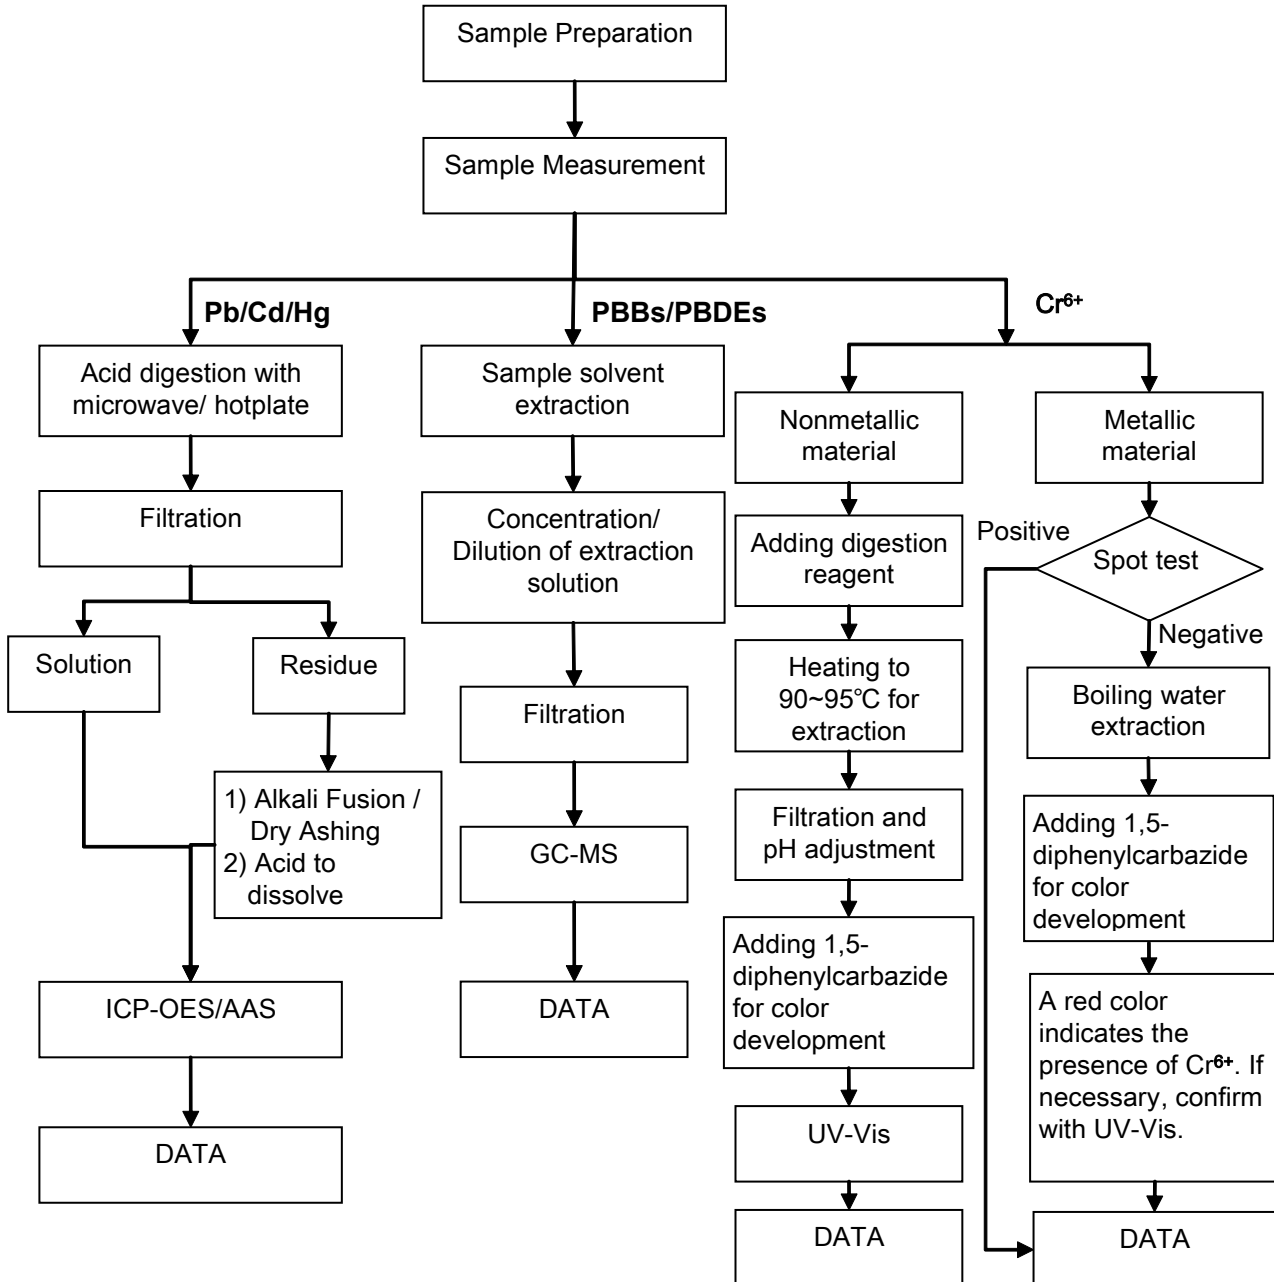 Sample Preparation
Sample Measurement
Pb/Cd/Hg
PBBs/PBDEs
Cr⁶⁺
Acid digestion with
microwave/ hotplate
Filtration
Solution
Residue
1) Alkali Fusion /
Dry Ashing
2) Acid to
dissolve
ICP-OES/AAS
DATA
Sample solvent
extraction
Concentration/
Dilution of extraction
solution
Filtration
GC-MS
DATA
Nonmetallic
material
Adding digestion
reagent
Heating to
90~95℃ for
extraction
Filtration and
pH adjustment
Adding 1,5-
diphenylcarbazide
for color
development
UV-Vis
DATA
Metallic
material
Positive
Spot test
Negative
Boiling water
extraction
Adding 1,5-
diphenylcarbazide
for color
development
A red color
indicates the
presence of Cr⁶⁺. If
necessary, confirm
with UV-Vis.
DATA